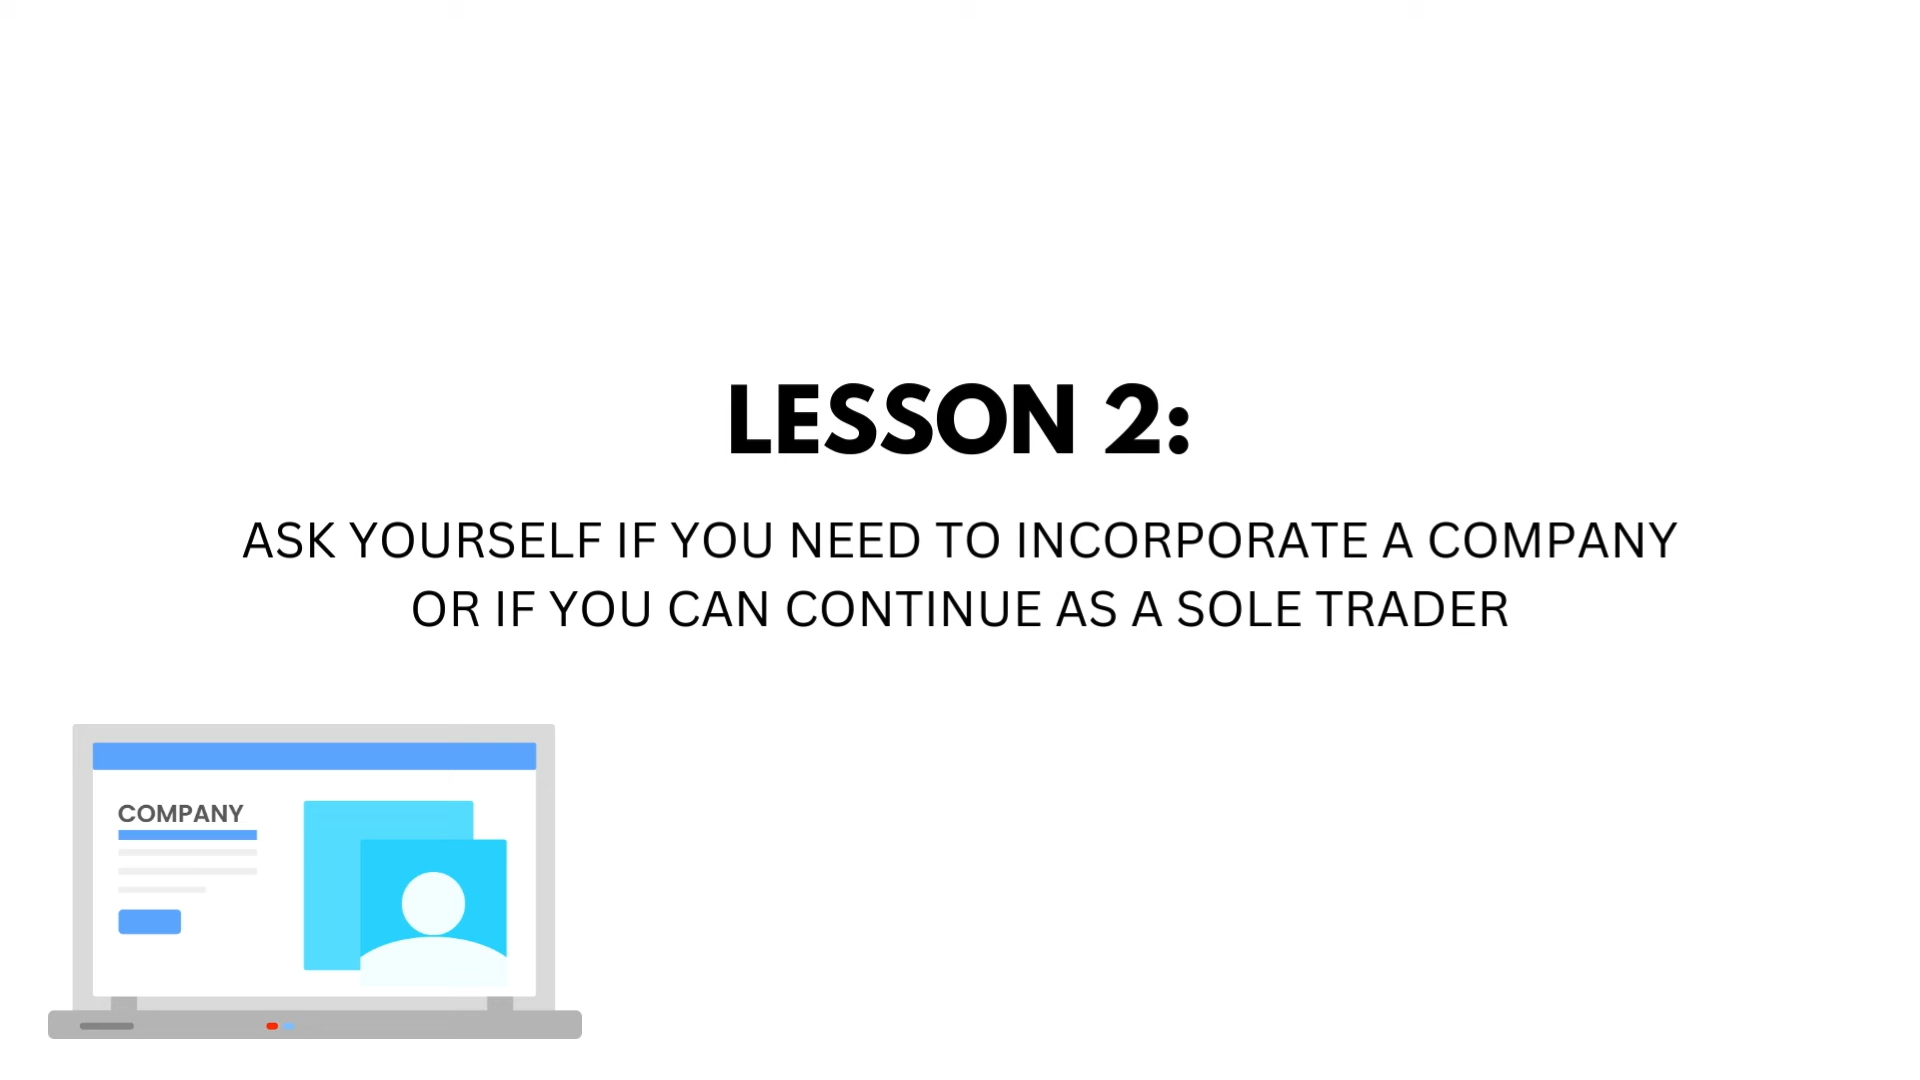 LESSON 2:
ASK YOURSELF IF YOU NEED TO INCORPORATE A COMPANY
OR IF YOU CAN CONTINUE AS A SOLE TRADER
COMPANY